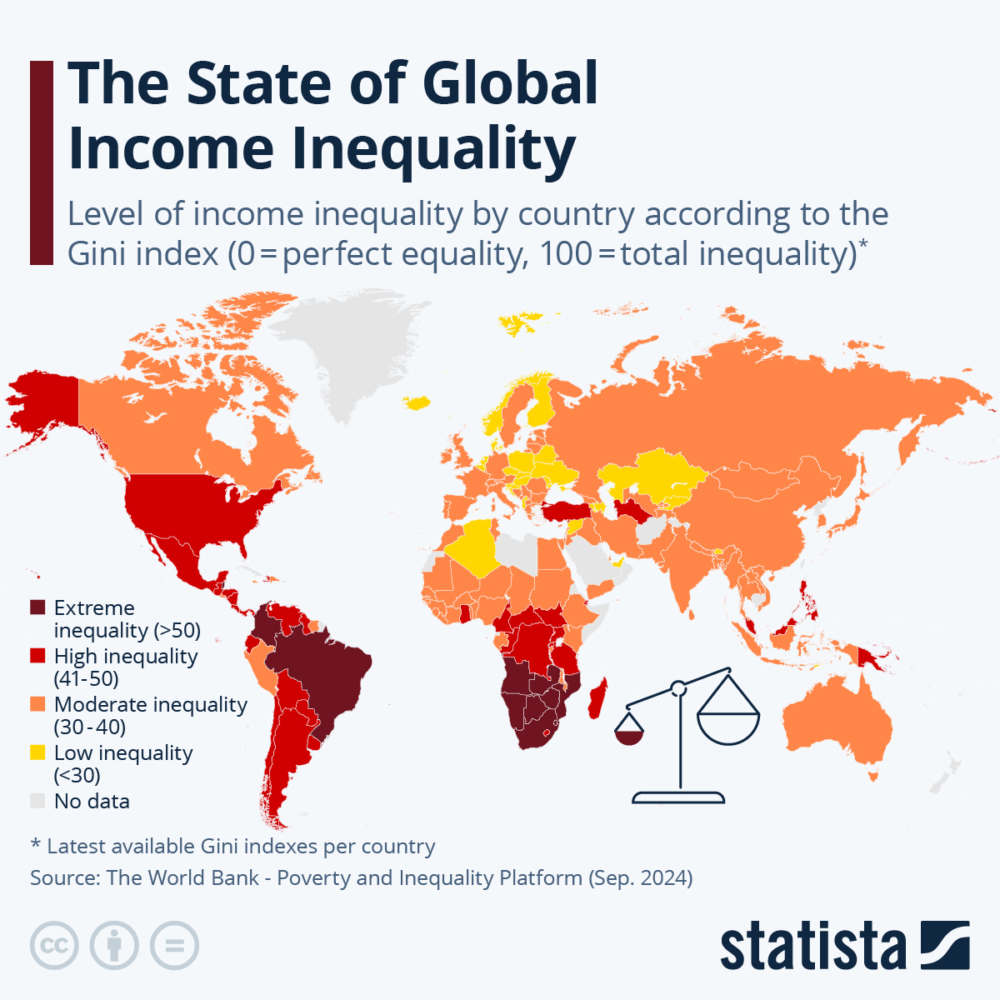 The State of Global
Income Inequality
Level of income inequality by country according to the
Gini index (0=perfect equality, 100=total inequality)*
Extreme
inequality (>50)
High inequality
(41-50)
Moderate inequality
(30-40)
Low inequality
(<30)
No data
* Latest available Gini indexes per country
Source: The World Bank - Poverty and Inequality Platform (Sep. 2024)
cc
statista